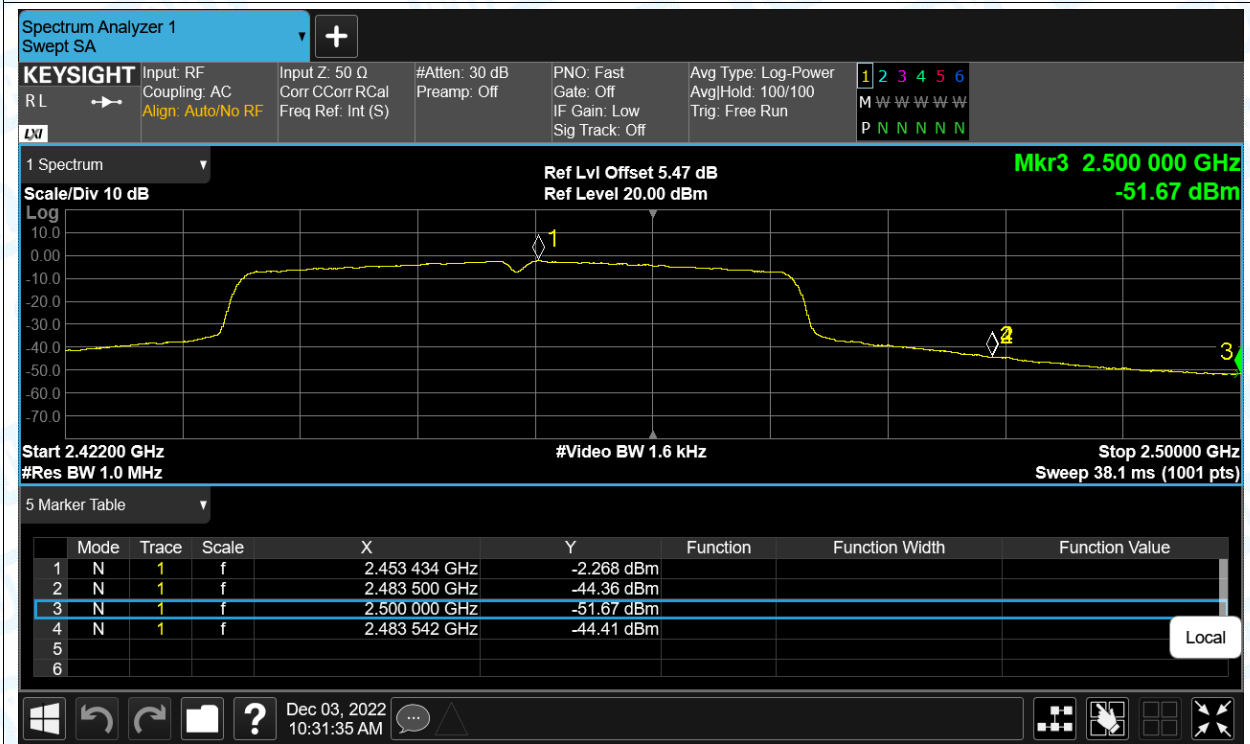 Spectrum Analyzer 1
Swept SA
KEYSIGHT
RL
LXI
Input: RF
Coupling: AC
Align: Auto/No RF
Input Z: 50 Ω
Corr CCorr RCal
Freq Ref: Int (S)
#Atten: 30 dB
Preamp: Off
PNO: Fast
Gate: Off
IF Gain: Low
Sig Track: Off
Avg Type: Log-Power
Avg|Hold: 100/100
Trig: Free Run
1 2 3 4 5 6
M W W W W W
P N N N N N
1 Spectrum
Scale/Div 10 dB
Ref Lvl Offset 5.47 dB
Ref Level 20.00 dBm
Mkr3 2.500 000 GHz
-51.67 dBm
Log
10.0
0.00
-10.0
-20.0
-30.0
-40.0
-50.0
-60.0
-70.0
1
3
Start 2.42200 GHz
#Video BW 1.6 kHz
Stop 2.50000 GHz
#Res BW 1.0 MHz
Sweep 38.1 ms (1001 pts)
5 Marker Table
Mode Trace Scale X Y Function Function Width Function Value
1 N 1 f 2.453 434 GHz -2.268 dBm
2 N 1 f 2.483 500 GHz -44.36 dBm
3 N 1 f 2.500 000 GHz -51.67 dBm
4 N 1 f 2.483 542 GHz -44.41 dBm
5
6
Local
?
Dec 03, 2022
10:31:35 AM